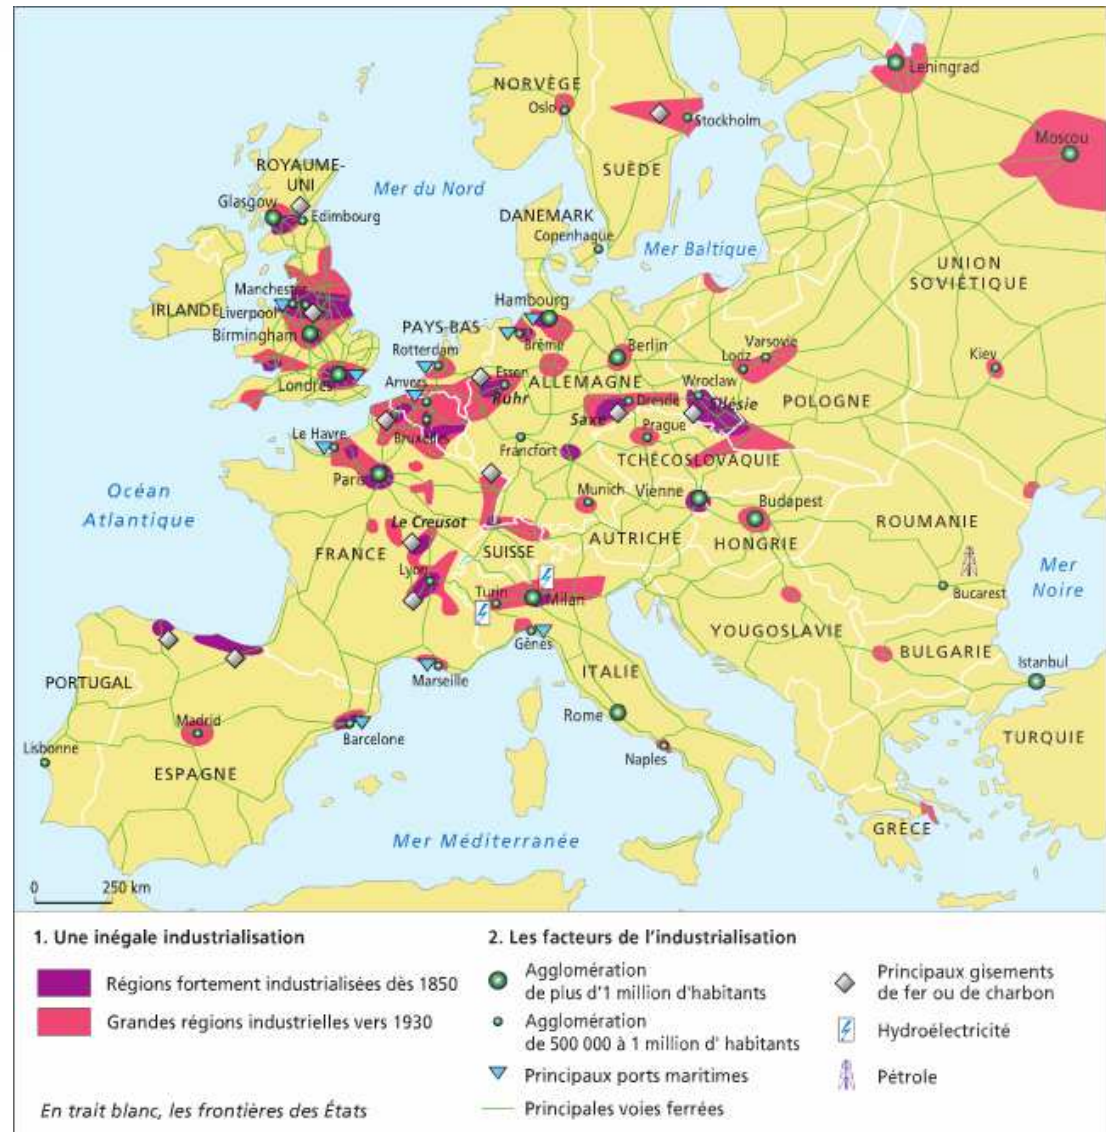 Leningrad
NORVÈGE
Oslo
Stockholm
Moscou
ROYAUME-
UNI
Mer du Nord
SUÈDE
Glasgow
Edimbourg
DANEMARK
Copenhague
Mer Baltique
UNION
SOVIÉTIQUE
Manchester
IRLANDE
Liverpool
Birmingham
Hambourg
PAYS-BAS
Brême
Rotterdam
Berlin
Varsovie
Lodz
Kiev
Londres
Anvers
Essen
Ruhr
ALLEMAGNE
Wroclaw
Silésie
POLOGNE
Saxe
Dresde
Prague
Le Havre
Bruxelles
Francfort
TCHÉCOSLOVAQUIE
Paris
Munich
Vienne
Budapest
Océan
Atlantique
Le Creusot
FRANCE
SUISSE
AUTRICHE
HONGRIE
ROUMANIE
Mer
Noire
Lyon
Turin
Milan
Bucarest
Gênes
YOUGOSLAVIE
BULGARIE
Marseille
ITALIE
Istanbul
PORTUGAL
Madrid
Barcelone
Rome
TURQUIE
Lisbonne
ESPAGNE
Naples
Mer Méditerranée
GRÈCE
0 250 km
1. Une inégale industrialisation
Régions fortement industrialisées dès 1850
Grandes régions industrielles vers 1930
En trait blanc, les frontières des États
2. Les facteurs de l'industrialisation
Agglomération
de plus d'1 million d'habitants
Agglomération
de 500 000 à 1 million d' habitants
Principaux ports maritimes
Principales voies ferrées
Principaux gisements
de fer ou de charbon
Hydroélectricité
Pétrole